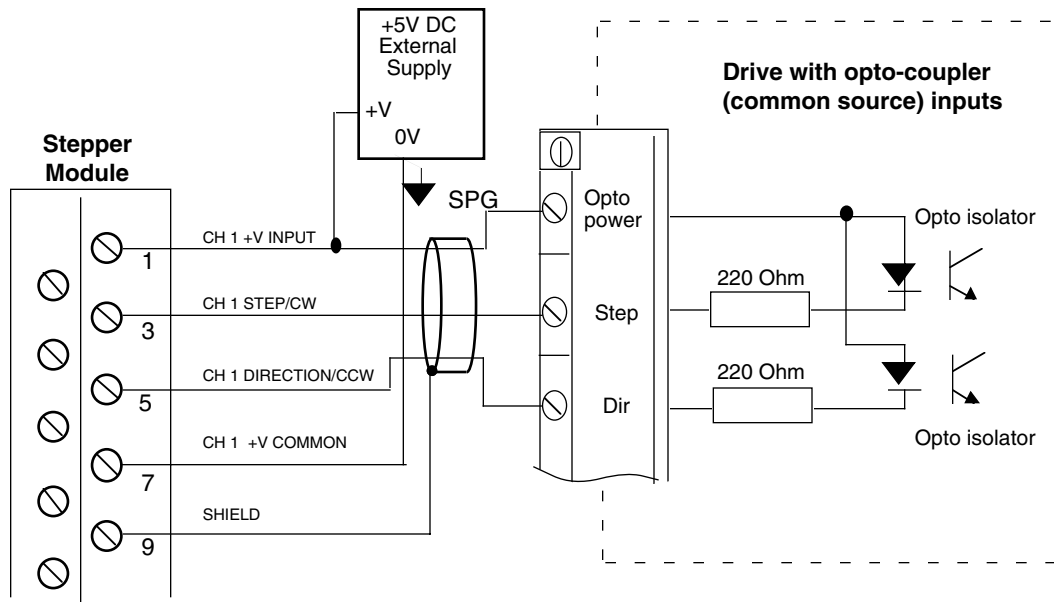 +5V DC
External
Supply
+V
0V
Drive with opto-coupler
(common source) inputs
Stepper
Module
SPG
Opto
power
Opto isolator
CH 1 +V INPUT
1
220 Ohm
CH 1 STEP/CW
3
Step
CH 1 DIRECTION/CCW
5
220 Ohm
Dir
Opto isolator
CH 1 +V COMMON
7
SHIELD
9